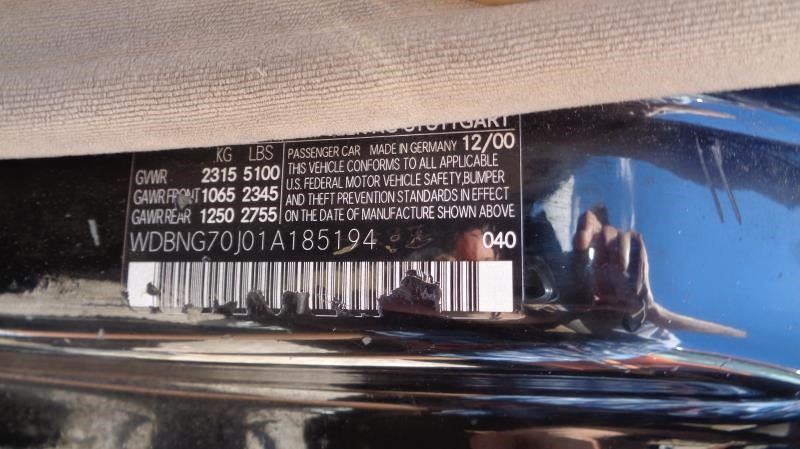 STUTTGART
KG LBS
GVWR 2315 5100
GAWR FRONT 1065 2345
GAWR REAR 1250 2755
PASSENGER CAR MADE IN GERMANY 12/00
THIS VEHICLE CONFORMS TO ALL APPLICABLE
U.S. FEDERAL MOTOR VEHICLE SAFETY,BUMPER
AND THEFT PREVENTION STANDARDS IN EFFECT
ON THE DATE OF MANUFACTURE SHOWN ABOVE
WDBNG70J01A185194 040